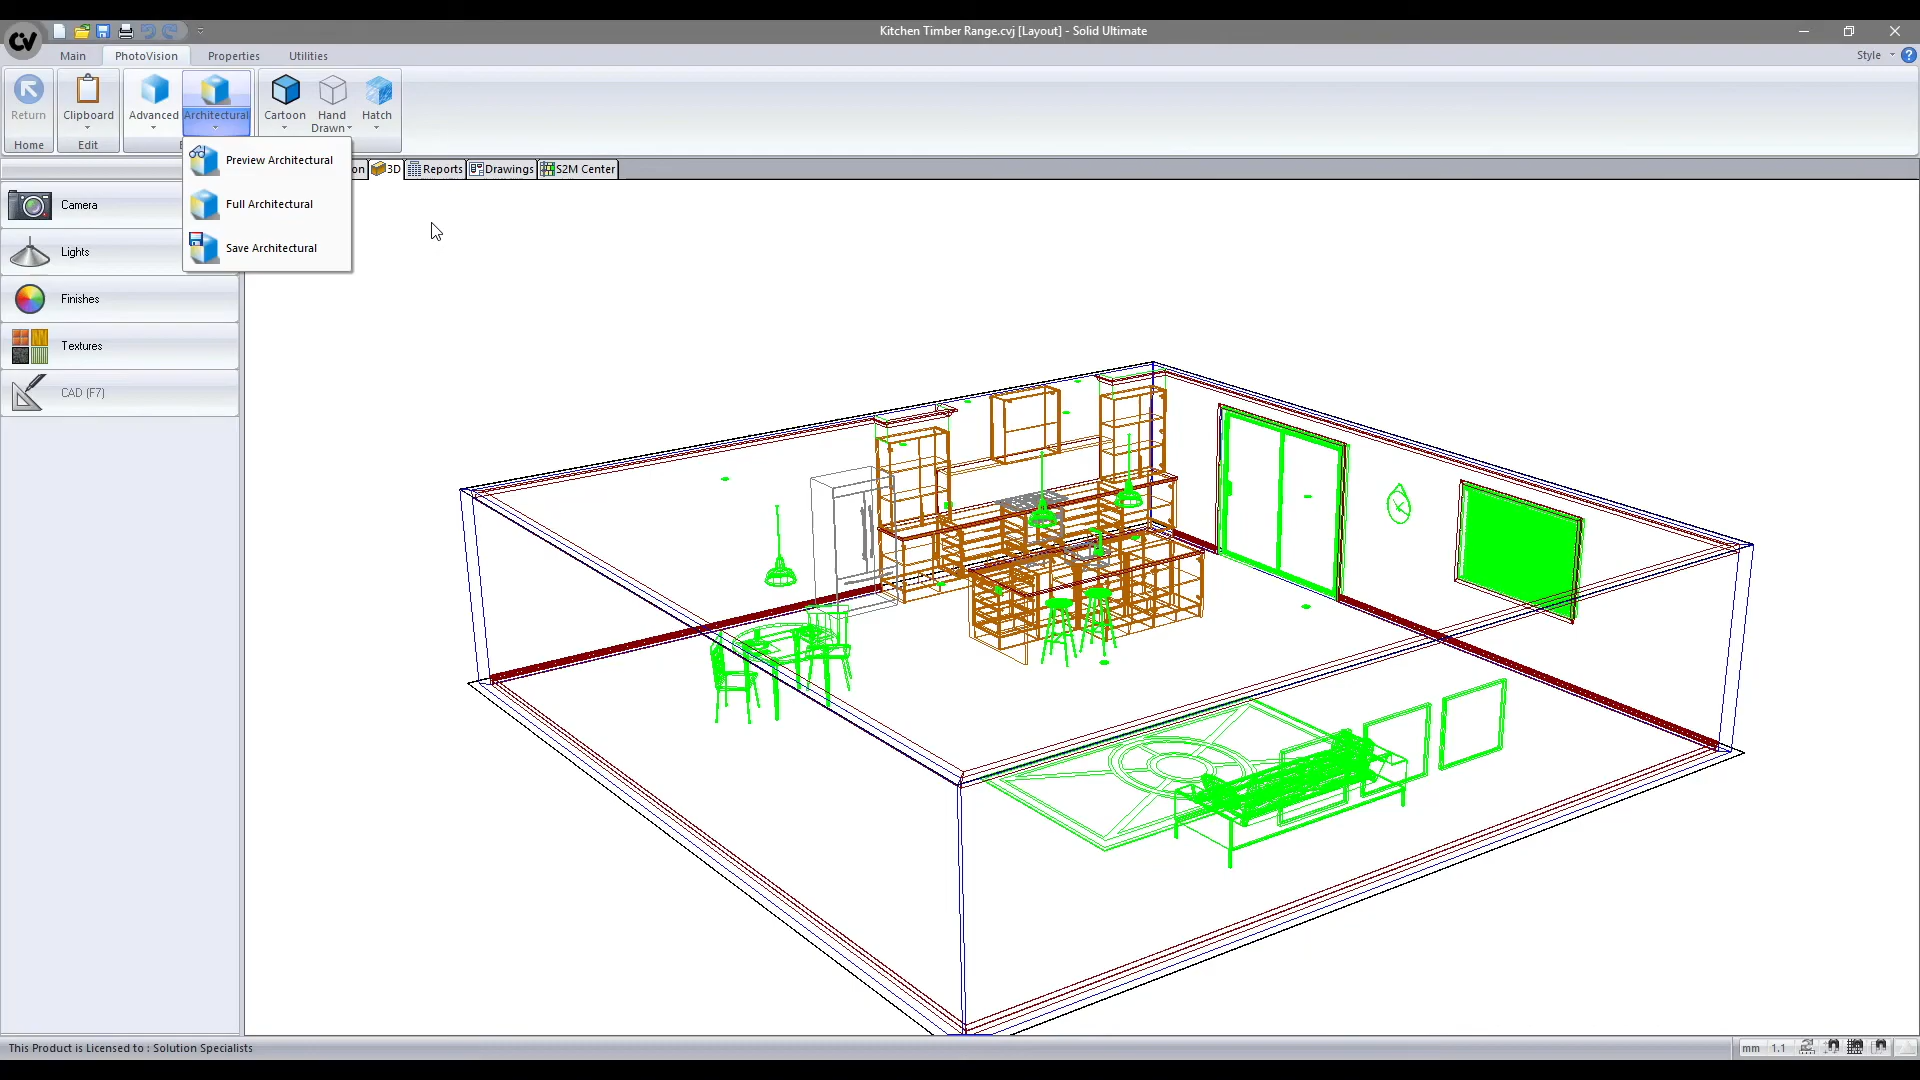 CV
Kitchen Timber Range.cvj [Layout] - Solid Ultimate
Main
PhotoVision
Properties
Utilities
Style
?
Return
Clipboard
Advanced
Architectural
Cartoon
Hand
Drawn
Hatch
Home
Edit
Preview Architectural
Full Architectural
Save Architectural
on
3D
Reports
Drawings
S2M Center
Camera
Lights
Finishes
Textures
CAD (F7)
This Product is Licensed to : Solution Specialists
mm
1.1